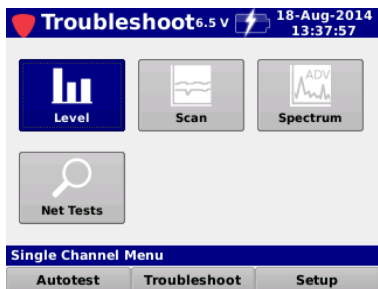 Troubleshoot 6.5 V 18-Aug-2014
13:37:57
Level Scan ADV Spectrum
Net Tests
Single Channel Menu
Autotest Troubleshoot Setup